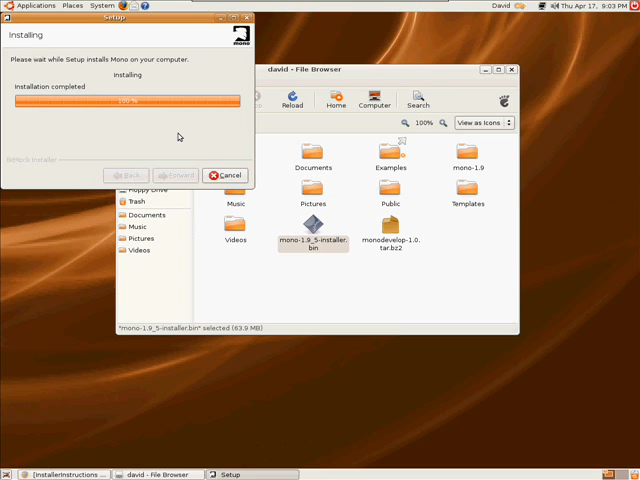 Applications Places System David Thu Apr 17, 9:03 PM
Setup
Installing
mono
Please wait while Setup installs Mono on your computer.
Installing
Installation completed
100 %
BitRock Installer
Back Forward Cancel
david - File Browser
Reload Home Computer Search
100% View as Icons
Floppy Drive
Trash
Documents
Music
Pictures
Videos
Documents Examples mono-1.9
Music Pictures Public Templates
Videos mono-1.9_5-installer. monodevelop-1.0.
bin tar.bz2
"mono-1.9_5-installer.bin" selected (63.9 MB)
[InstallerInstructions ... david - File Browser Setup